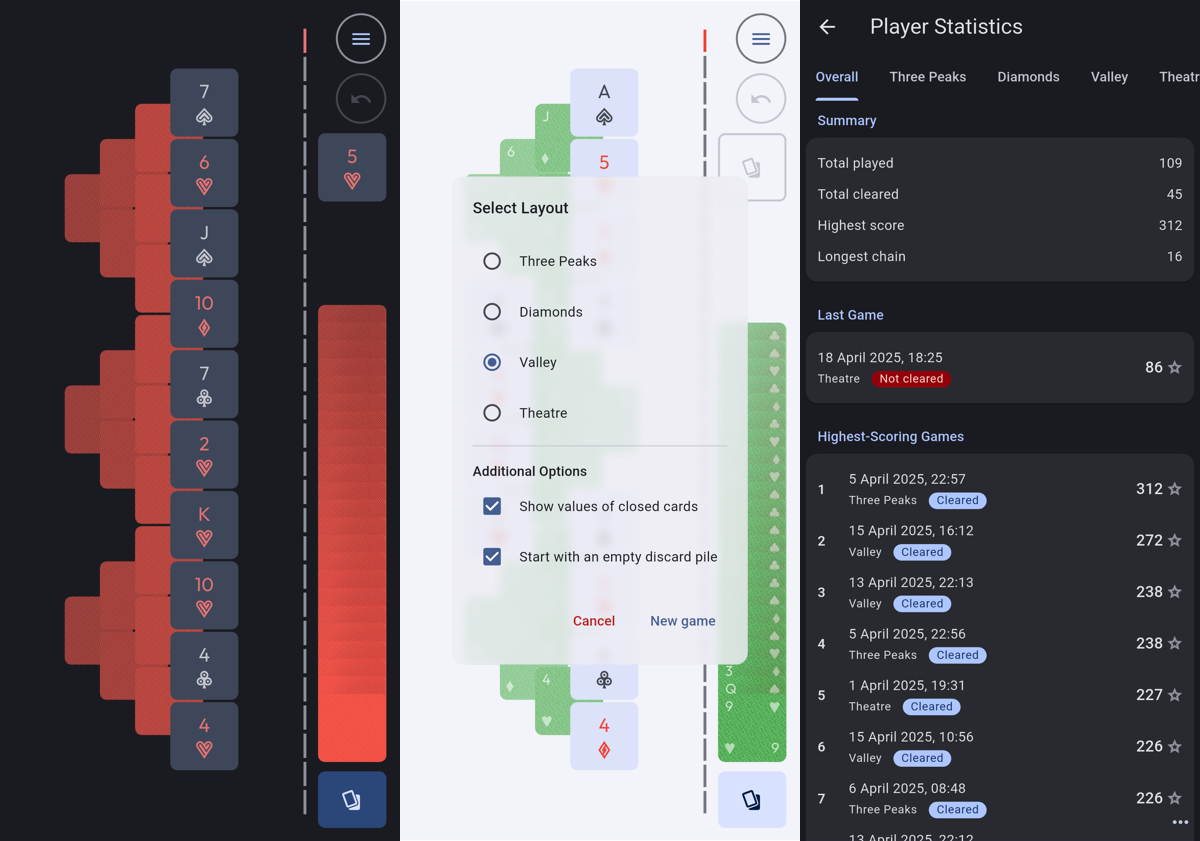 7
6
J
10
7
2
K
10
4
4
5
A
J
6
5
Select Layout
Three Peaks
Diamonds
Valley
Theatre
Additional Options
Show values of closed cards
Start with an empty discard pile
Cancel
New game
4
4
3
Q
9
9
Player Statistics
Overall Three Peaks Diamonds Valley Theatr
Summary
Total played 109
Total cleared 45
Highest score 312
Longest chain 16
Last Game
18 April 2025, 18:25
Theatre Not cleared 86
Highest-Scoring Games
1 5 April 2025, 22:57
Three Peaks Cleared 312
2 15 April 2025, 16:12
Valley Cleared 272
3 13 April 2025, 22:13
Valley Cleared 238
4 5 April 2025, 22:56
Three Peaks Cleared 238
5 1 April 2025, 19:31
Theatre Cleared 227
6 15 April 2025, 10:56
Valley Cleared 226
7 6 April 2025, 08:48
Three Peaks Cleared 226
13 April 2025, 22:12